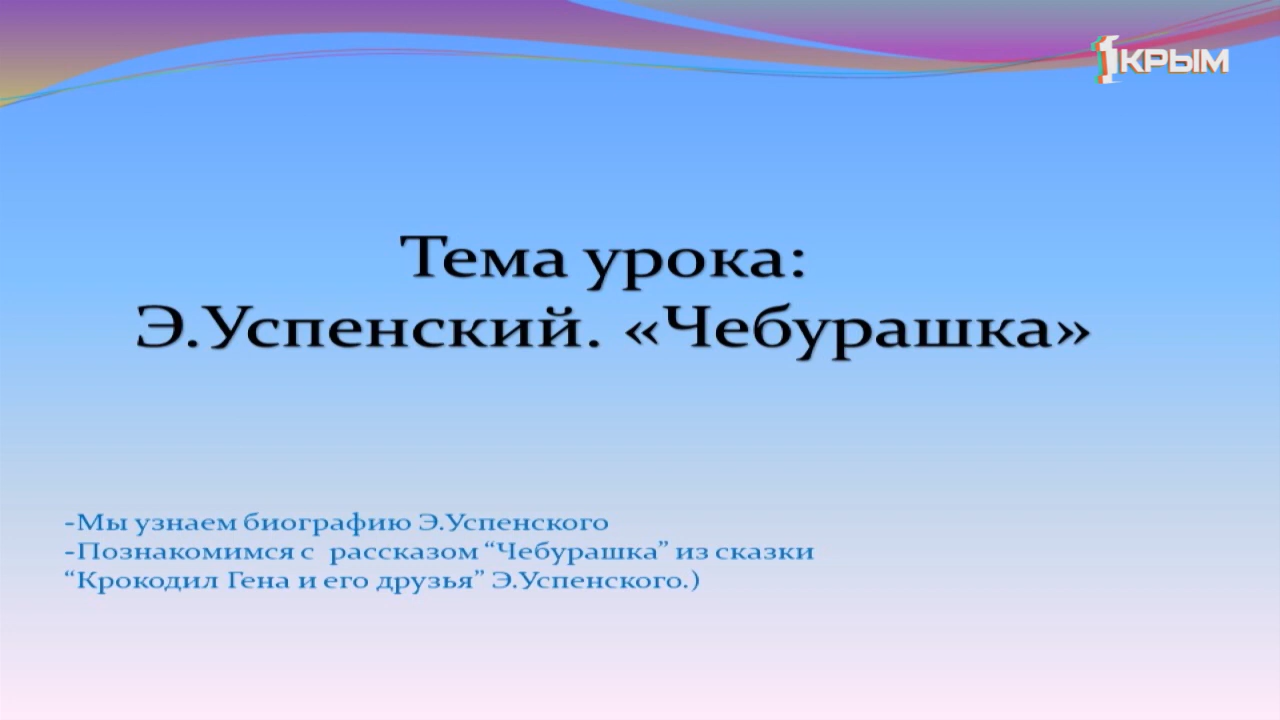 1КРЫМ
Тема урока:
Э.Успенский. «Чебурашка»
-Мы узнаем биографию Э.Успенского
-Познакомимся с рассказом “Чебурашка” из сказки
“Крокодил Гена и его друзья” Э.Успенского.)